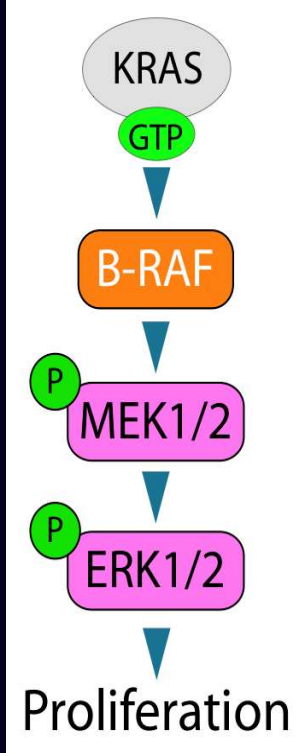 KRAS
GTP
B-RAF
P
MEK1/2
P
ERK1/2
Proliferation